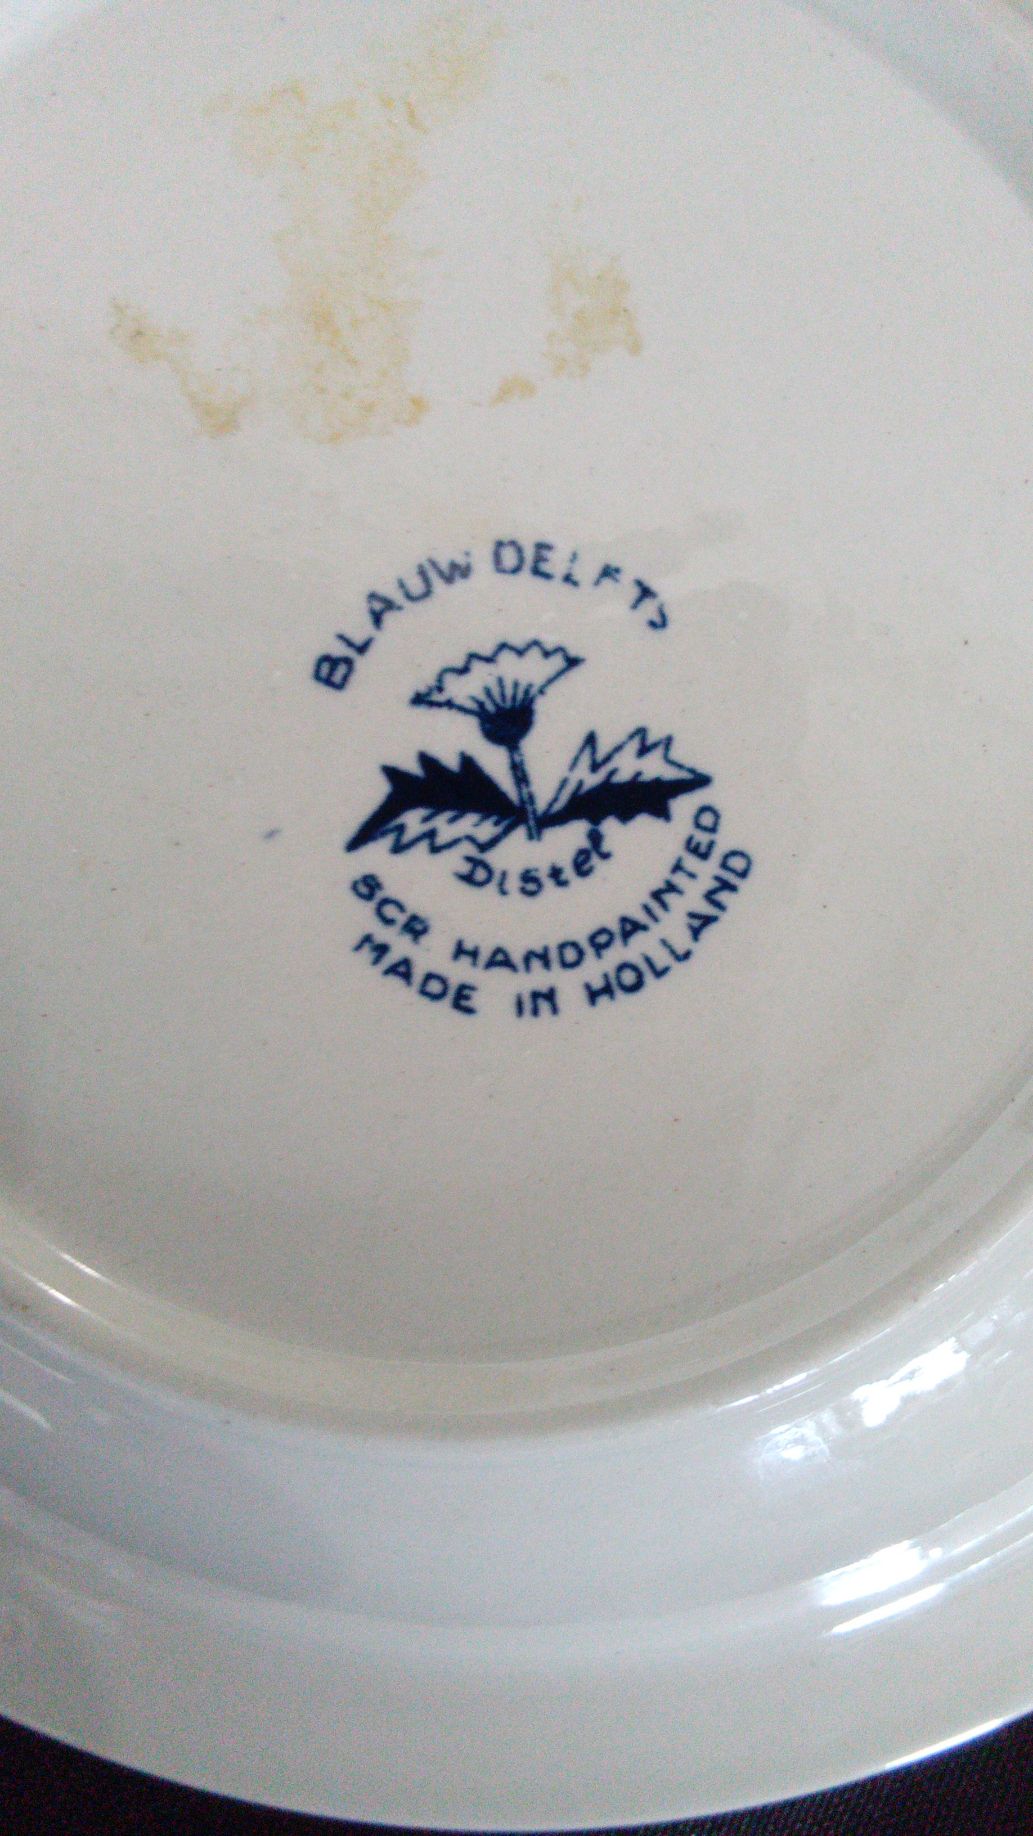 BLAUW DELFTS
Distel
SCR HANDPAINTED
MADE IN HOLLAND